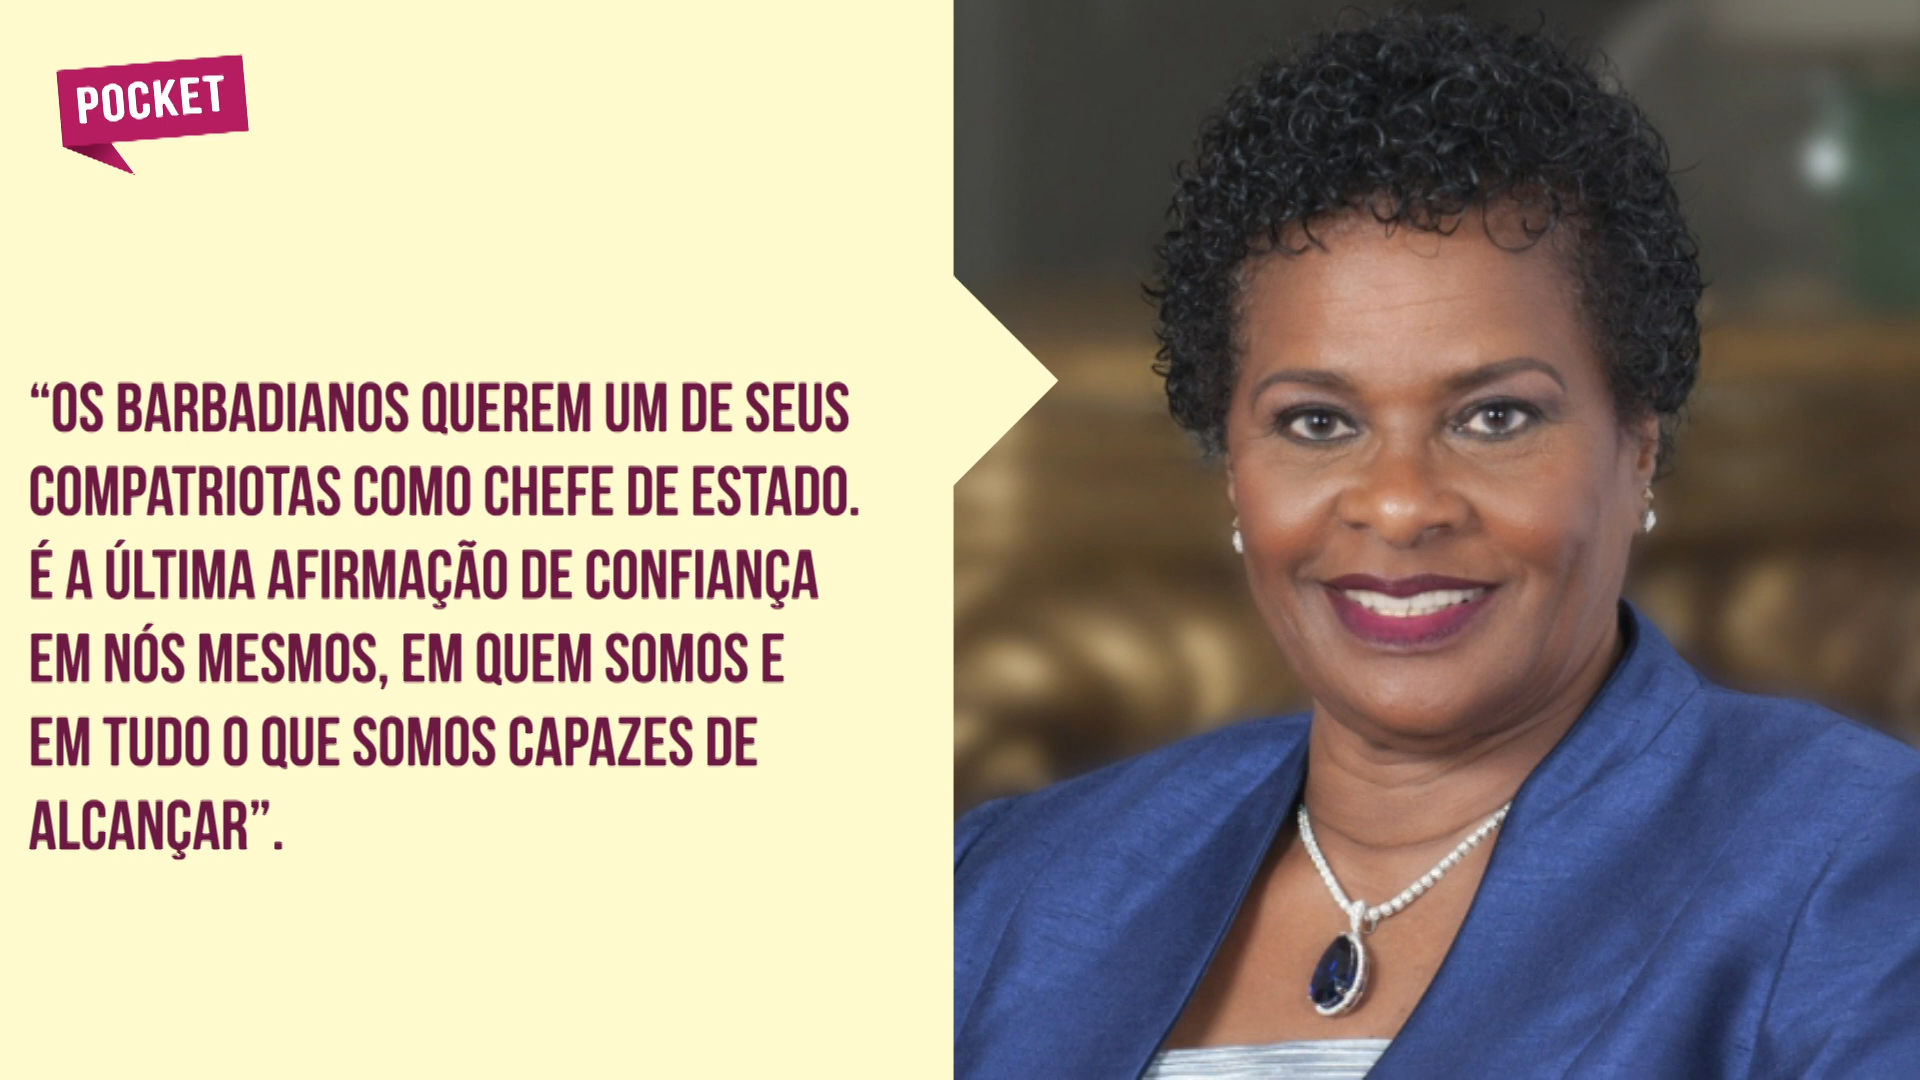 POCKET
“OS BARBADIANOS QUEREM UM DE SEUS
COMPATRIOTAS COMO CHEFE DE ESTADO.
É A ÚLTIMA AFIRMAÇÃO DE CONFIANÇA
EM NÓS MESMOS, EM QUEM SOMOS E
EM TUDO O QUE SOMOS CAPAZES DE
ALCANÇAR”.